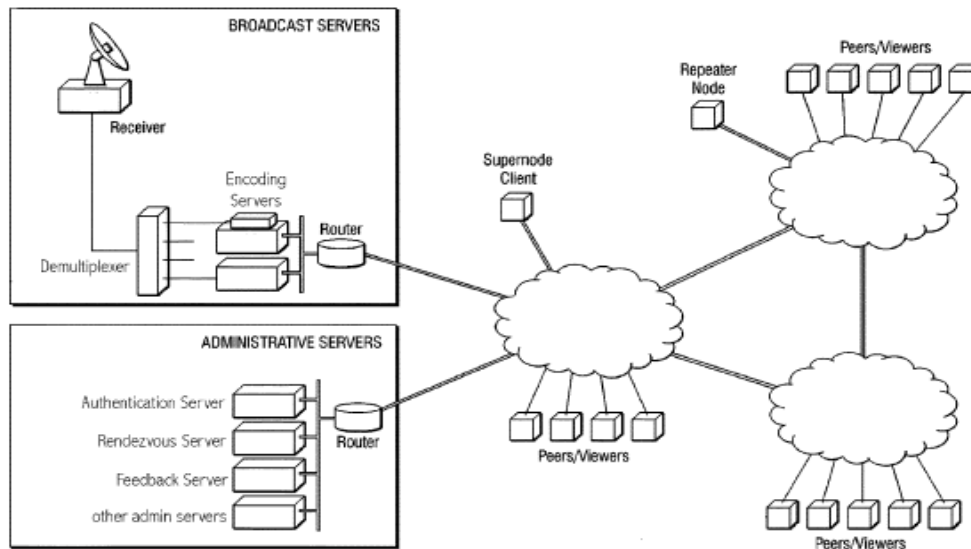 BROADCAST SERVERS
Receiver
Encoding
Servers
Router
Demultiplexer
ADMINISTRATIVE SERVERS
Authentication Server
Rendezvous Server
Feedback Server
other admin servers
Router
Supernode
Client
Peers/Viewers
Repeater
Node
Peers/Viewers
Peers/Viewers